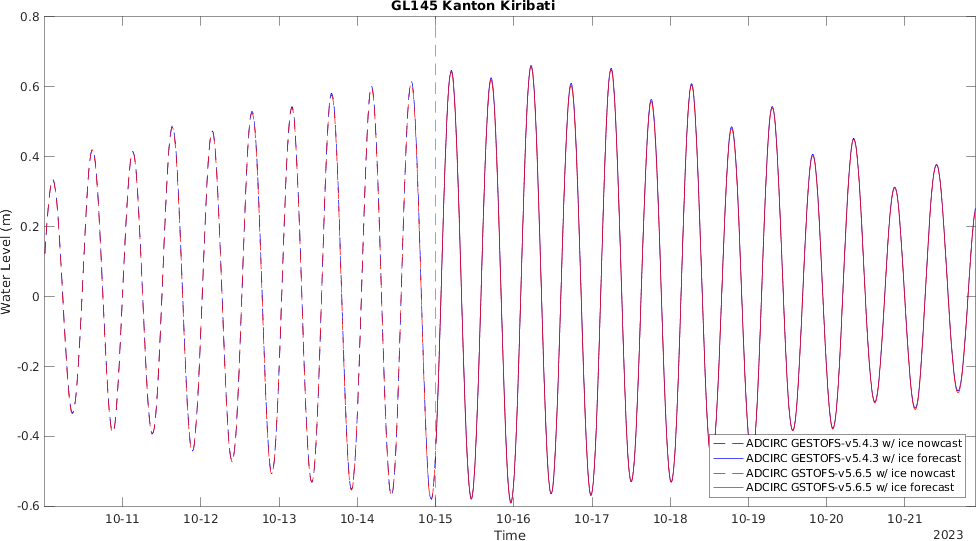 GL145 Kanton Kiribati
Water Level (m)
0.8
0.6
0.4
0.2
0
-0.2
-0.4
-0.6
ADCIRC GESTOFS-v5.4.3 w/ ice nowcast
ADCIRC GESTOFS-v5.4.3 w/ ice forecast
ADCIRC GSTOFS-v5.6.5 w/ ice nowcast
ADCIRC GSTOFS-v5.6.5 w/ ice forecast
10-11 10-12 10-13 10-14 10-15 10-16 10-17 10-18 10-19 10-20 10-21
Time
2023